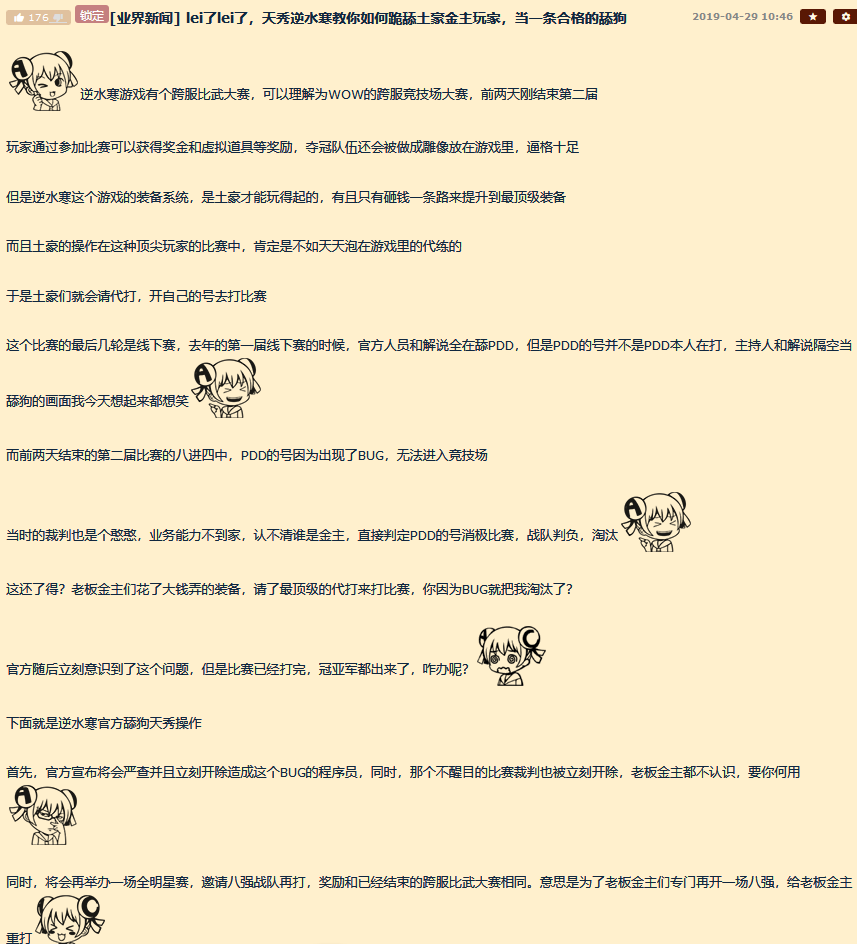 176 锁定 [业界新闻] lei了lei了，天秀逆水寒教你如何跪舔土豪金主玩家，当一条合格的舔狗 2019-04-29 10:46
逆水寒游戏有个跨服比武大赛，可以理解为WOW的跨服竞技场大赛，前两天刚结束第二届
玩家通过参加比赛可以获得奖金和虚拟道具等奖励，夺冠队伍还会被做成雕像放在游戏里，逼格十足
但是逆水寒这个游戏的装备系统，是土豪才能玩得起的，有且只有砸钱一条路来提升到最顶级装备
而且土豪的操作在这种顶尖玩家的比赛中，肯定是不如天天泡在游戏里的代练的
于是土豪们就会请代打，开自己的号去打比赛
这个比赛的最后几轮是线下赛，去年的第一届线下赛的时候，官方人员和解说全在舔PDD，但是PDD的号并不是PDD本人在打，主持人和解说隔空当
舔狗的画面我今天想起来都想笑
而前两天结束的第二届比赛的八进四中，PDD的号因为出现了BUG，无法进入竞技场
当时的裁判也是个憨憨，业务能力不到家，认不清谁是金主，直接判定PDD的号消极比赛，战队判负，淘汰
这还了得？老板金主们花了大钱弄的装备，请了最顶级的代打来打比赛，你因为BUG就把我淘汰了？
官方随后立刻意识到了这个问题，但是比赛已经打完，冠亚军都出来了，咋办呢？
下面就是逆水寒官方舔狗天秀操作
首先，官方宣布将会严查并且立刻开除造成这个BUG的程序员，同时，那个不醒目的比赛裁判也被立刻开除，老板金主都不认识，要你何用
同时，将会再举办一场全明星赛，邀请八强战队再打，奖励和已经结束的跨服比武大赛相同。意思是为了老板金主们专门再开一场八强，给老板金主
重打